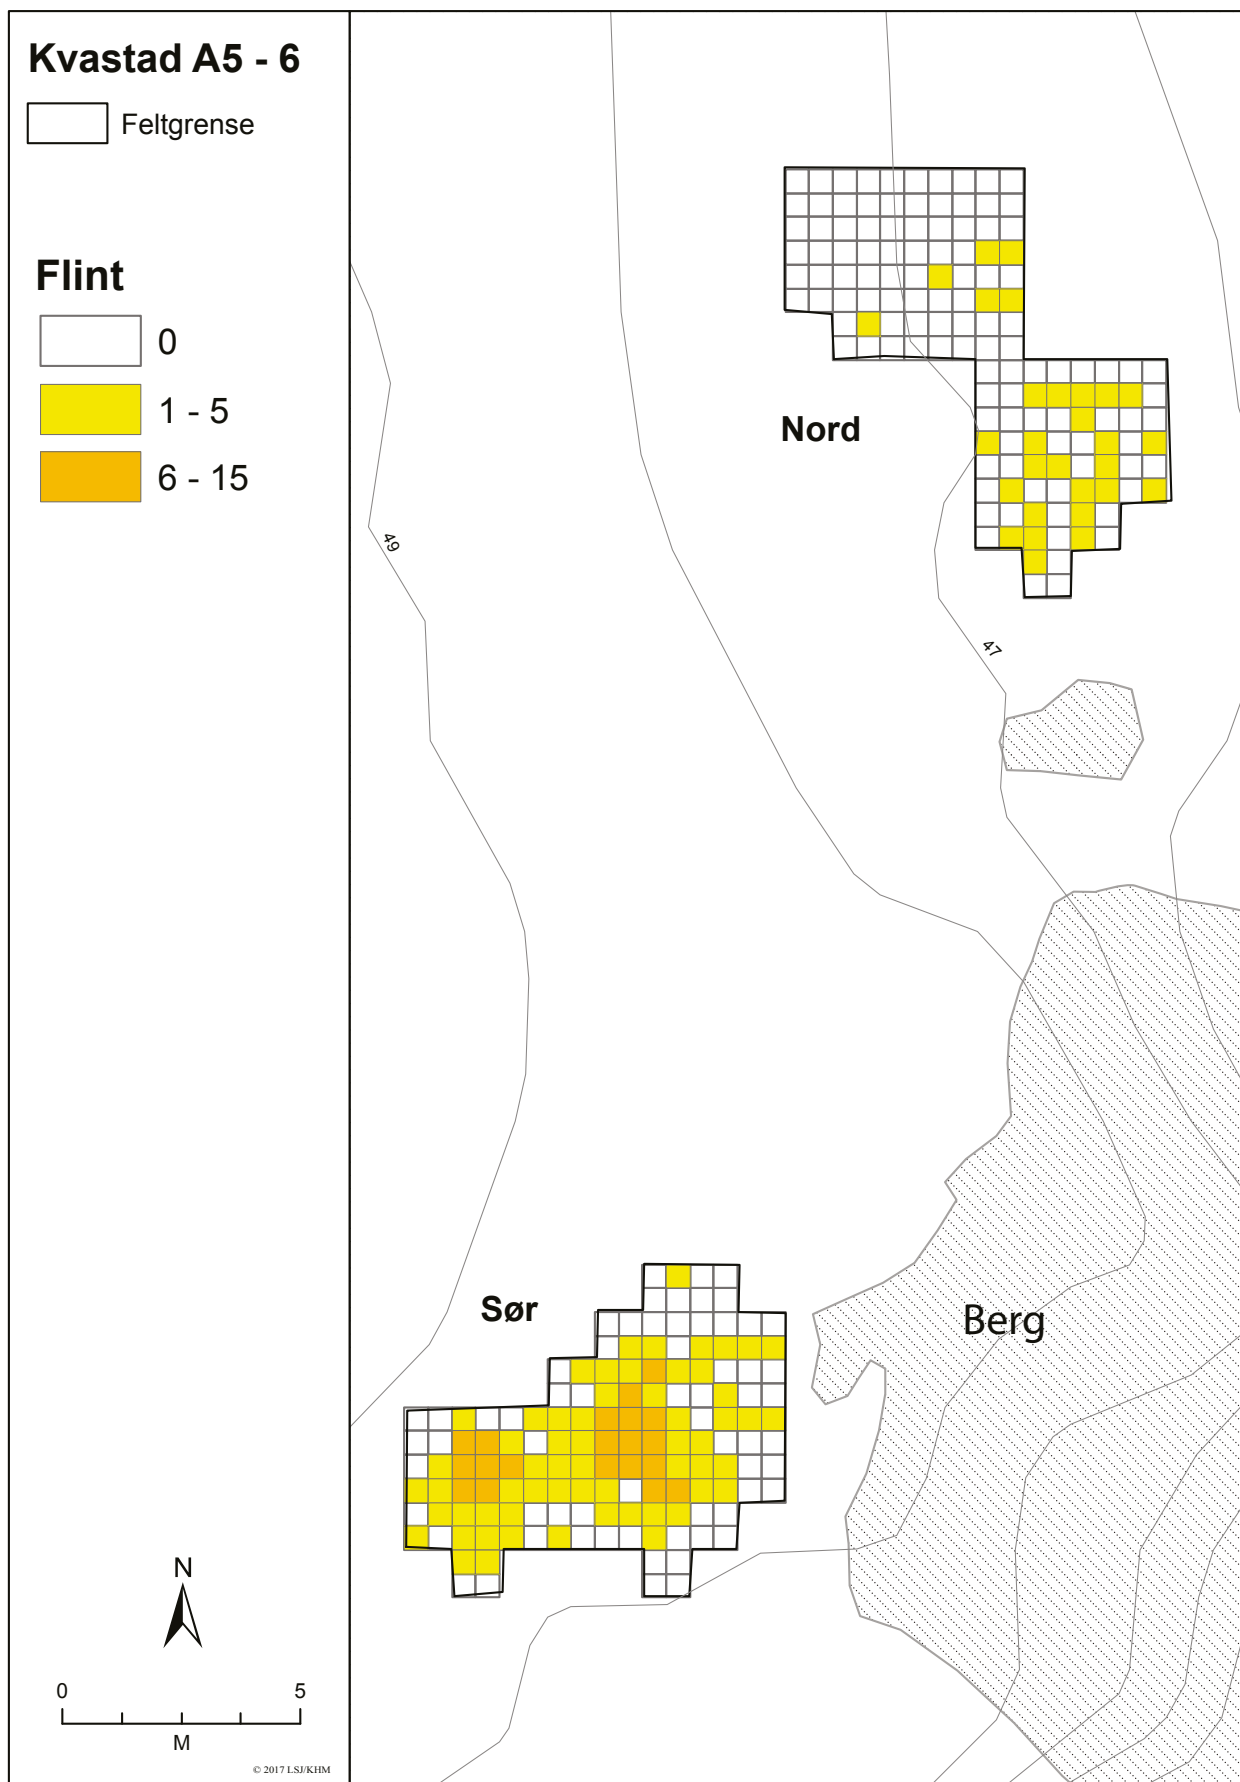 Kvastad A5 - 6
Feltgrense
Flint
0
1 - 5
6 - 15
Nord
49
47
Sør
Berg
N
0 5
M
© 2017 LSJ/KHM